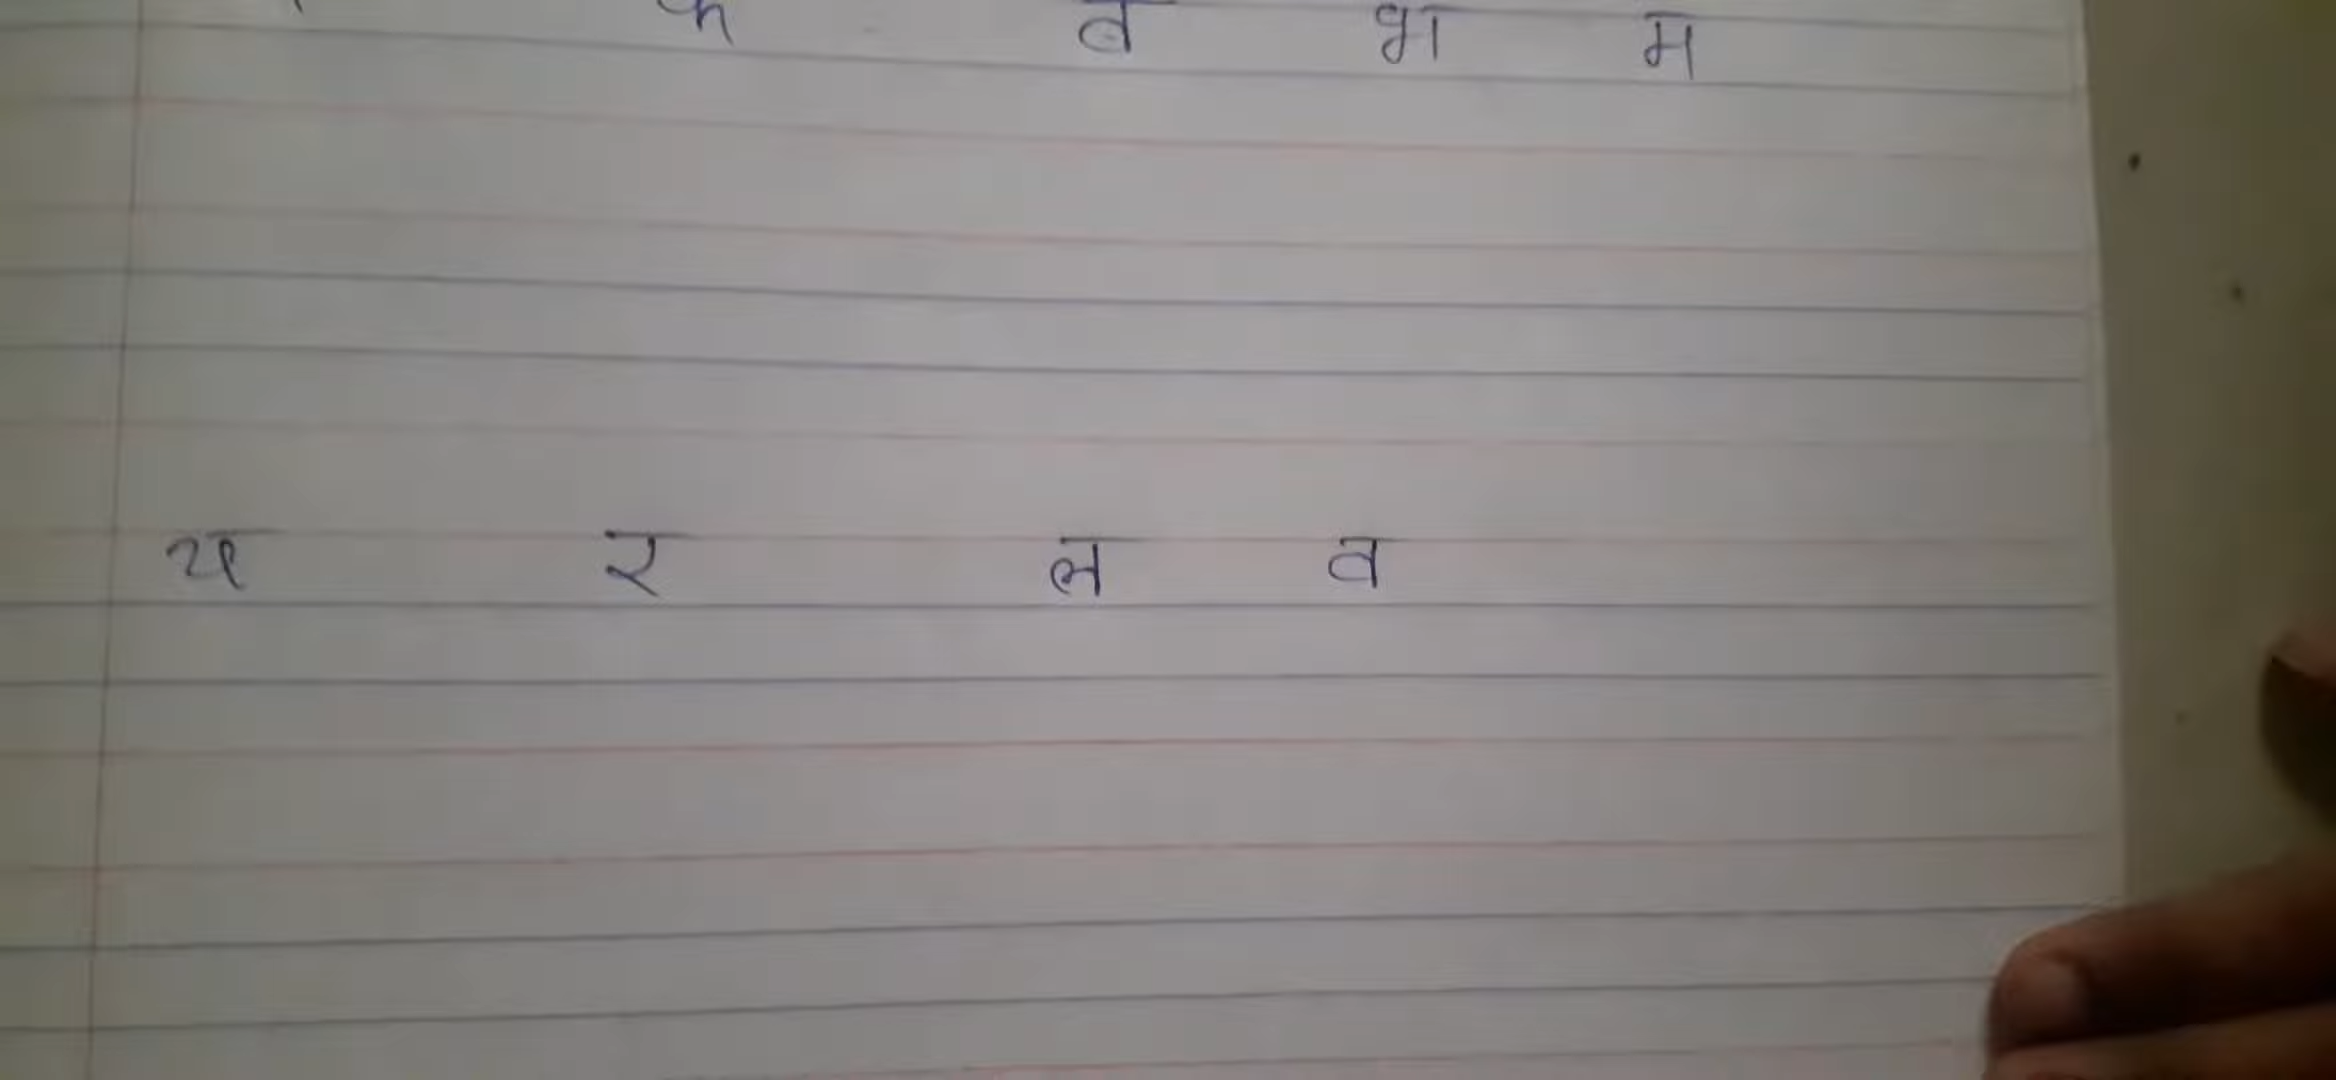 फ ब भ म
य र ल व